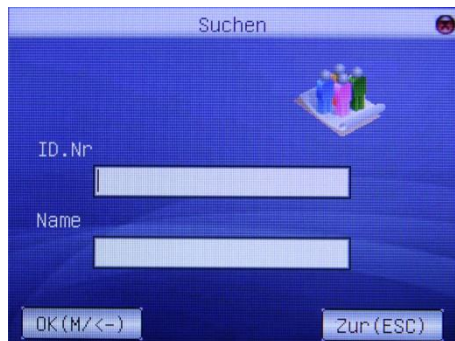 Suchen
ID.Nr
Name
OK(M/<-)
Zur(ESC)